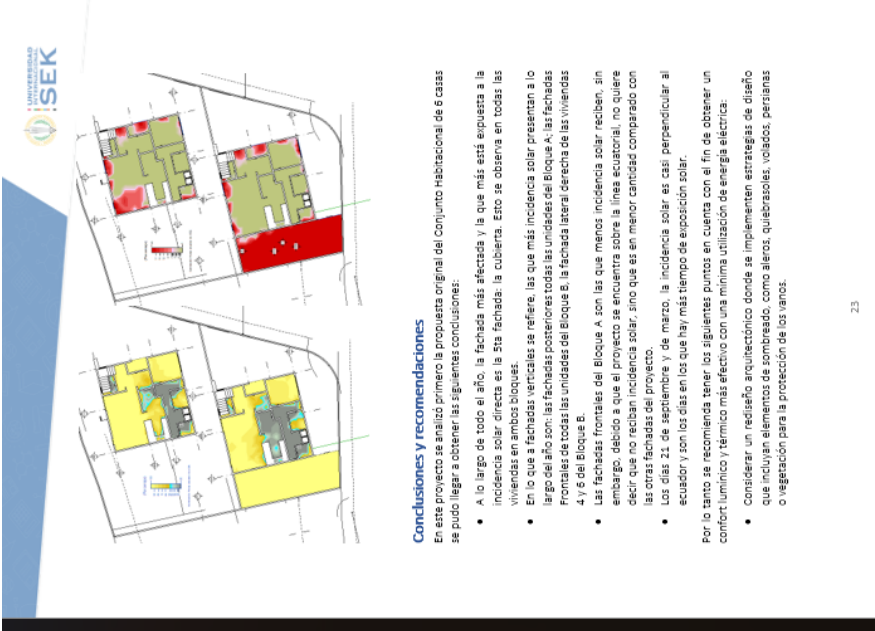 UNIVERSIDAD
INTERNACIONAL
SEK
Conclusiones y recomendaciones
En este proyecto se analizó primero la propuesta original del Conjunto Habitacional de 6 casas
se pudo llegar a obtener las siguientes conclusiones:
● A lo largo de todo el año, la fachada más afectada y la que más está expuesta a la
incidencia solar directa es la 5ta fachada: la cubierta. Esto se observa en todas las
viviendas en ambos bloques.
● En lo que a fachadas verticales se refiere, las que más incidencia solar presentan a lo
largo del año son: las fachadas posteriores todas las unidades del Bloque A; las fachadas
Frontales de todas las unidades del Bloque B, la fachada lateral derecha de las viviendas
4 y 6 del Bloque B.
● Las fachadas frontales del Bloque A son las que menos incidencia solar reciben, sin
embargo, debido a que el proyecto se encuentra sobre la línea ecuatorial, no quiere
decir que no reciban incidencia solar, sino que es en menor cantidad comparado con
las otras fachadas del proyecto.
● Los días 21 de septiembre y de marzo, la incidencia solar es casi perpendicular al
ecuador y son los días en los que hay más tiempo de exposición solar.
Por lo tanto se recomienda tener los siguientes puntos en cuenta con el fin de obtener un
confort lumínico y térmico más efectivo con una mínima utilización de energía eléctrica:
● Considerar un rediseño arquitectónico donde se implementen estrategias de diseño
que incluyan elementos de sombreado, como aleros, quiebrasoles, volados, persianas
o vegetación para la protección de los vanos.
23